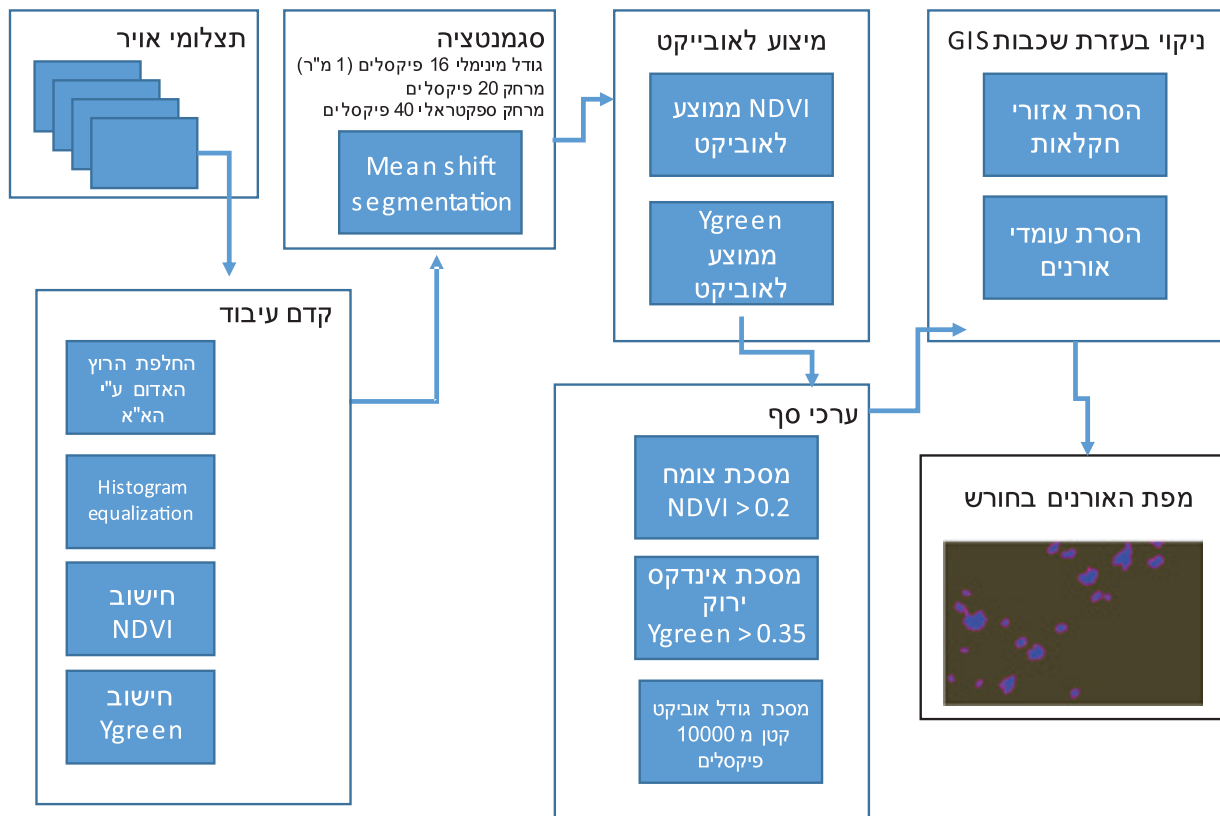 תצלומי אויר
קדם עיבוד
החלפת הרוץ
האדום ע"י
הא"א
Histogram
equalization
חישוב
NDVI
חישוב
Ygreen
סגמנטציה
גודל מינימלי 16 פיקסלים (1 מ"ר)
מרחק 20 פיקסלים
מרחק ספקטראלי 40 פיקסלים
Mean shift
segmentation
מיצוע לאובייקט
NDVI ממוצע
לאוביקט
Ygreen
ממוצע
לאוביקט
ערכי סף
מסכת צומח
NDVI > 0.2
מסכת אינדקס
ירוק
Ygreen > 0.35
מסכת גודל אוביקט
קטן מ 10000
פיקסלים
ניקוי בעזרת שכבות GIS
הסרת אזורי
חקלאות
הסרת עומדי
אורנים
מפת האורנים בחורש